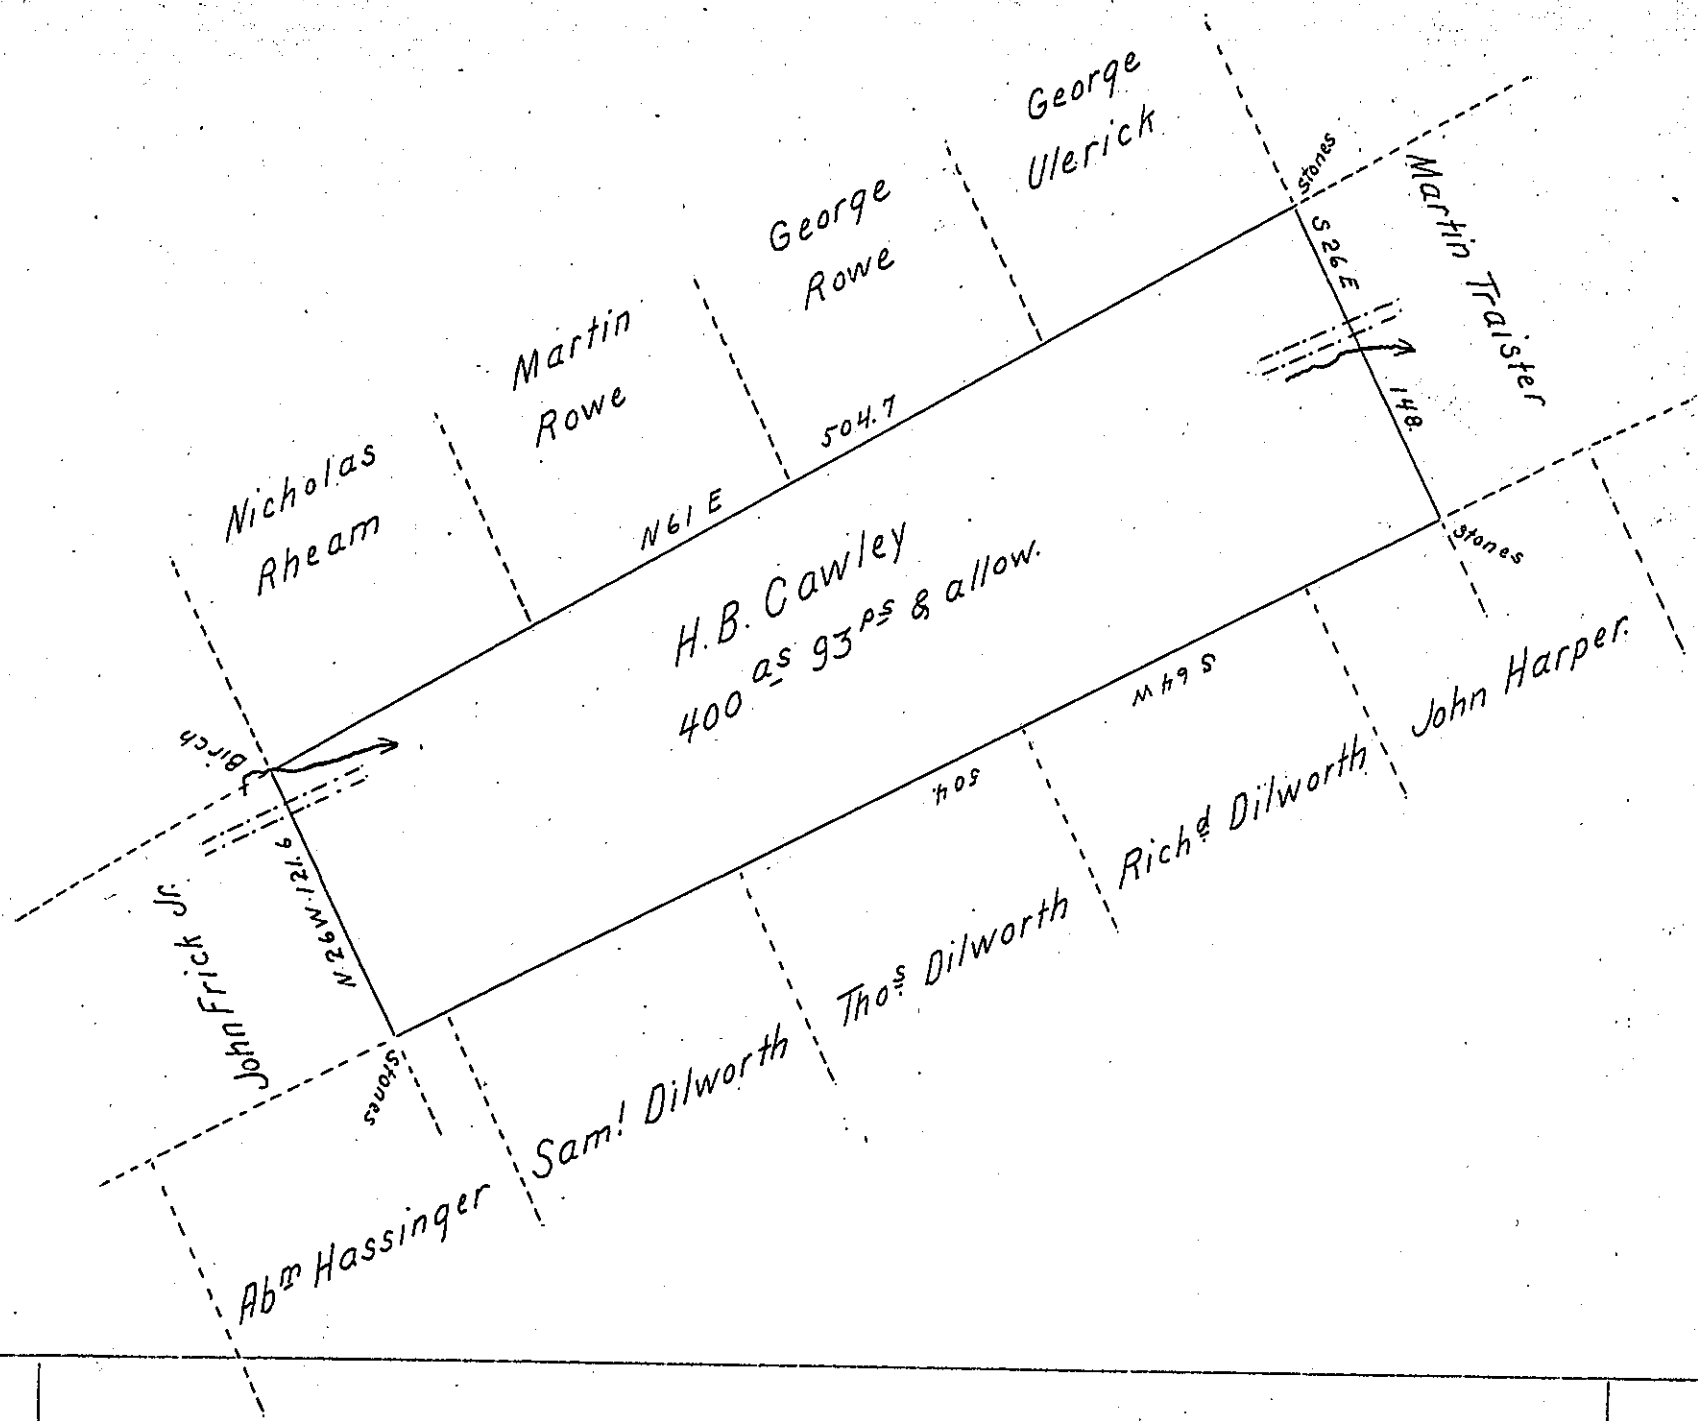 George
Ulerick
George
Rowe
Martin
Rowe
Nicholas
Rheam
stones
Martin Traister
S 26 E
148.
504.7
N 61 E
H.B. Cawley
400 as 93 ps & allow.
stones
S 64 W
504.
Birch
N 26 W. 121.6
John Frick Jr.
stones
John Harper.
Richd Dilworth
Thos. Dilworth
Saml Dilworth
Abm Hassinger